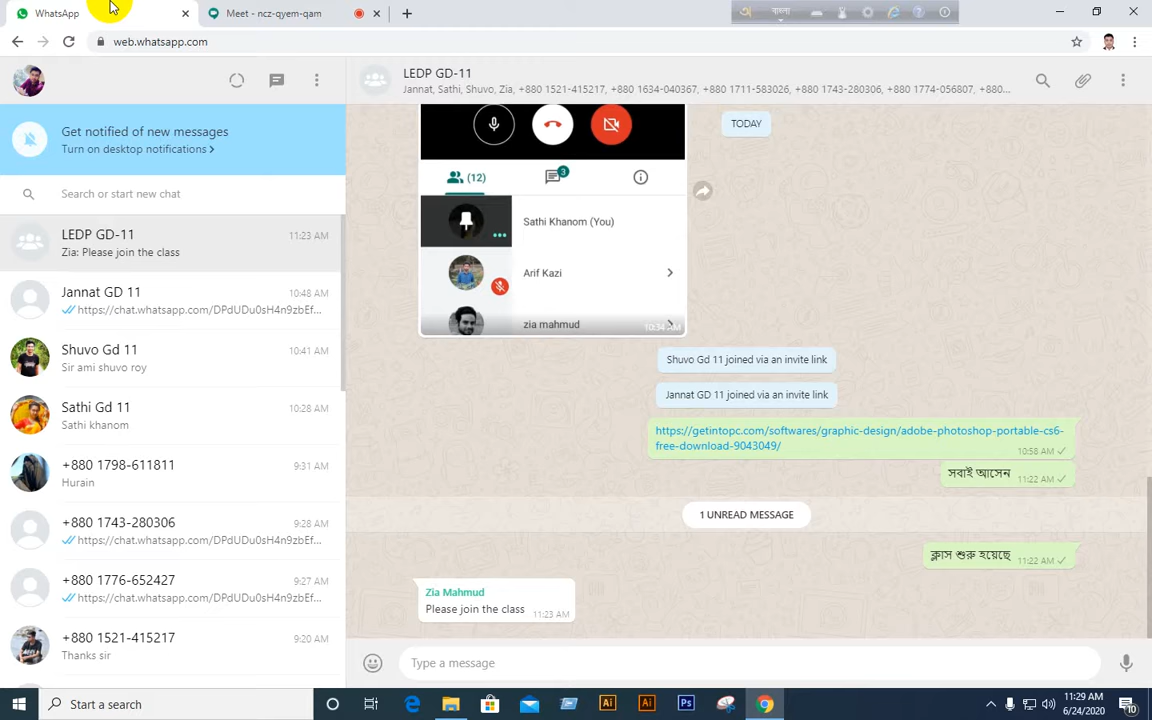 WhatsApp
Meet - ncz-qyem-qam
বাংলা
web.whatsapp.com
Get notified of new messages
Turn on desktop notifications >
Search or start new chat
LEDP GD-11 11:23 AM
Zia: Please join the class
Jannat GD 11 10:48 AM
https://chat.whatsapp.com/DPdUDu0sH4n9zbEf...
Shuvo Gd 11 10:41 AM
Sir ami shuvo roy
Sathi Gd 11 10:28 AM
Sathi khanom
+880 1798-611811 9:31 AM
Hurain
+880 1743-280306 9:28 AM
https://chat.whatsapp.com/DPdUDu0sH4n9zbEf...
+880 1776-652427 9:27 AM
https://chat.whatsapp.com/DPdUDu0sH4n9zbEf...
+880 1521-415217 9:20 AM
Thanks sir
LEDP GD-11
Jannat, Sathi, Shuvo, Zia, +880 1521-415217, +880 1634-040367, +880 1711-583026, +880 1743-280306, +880 1774-056807, +880...
TODAY
(12) 3
Sathi Khanom (You)
Arif Kazi
zia mahmud
10:34 AM
Shuvo Gd 11 joined via an invite link
Jannat GD 11 joined via an invite link
https://getintopc.com/softwares/graphic-design/adobe-photoshop-portable-cs6-
free-download-9043049/ 10:58 AM
সবাই আসেন 11:22 AM
1 UNREAD MESSAGE
ক্লাস শুরু হয়েছে 11:22 AM
Zia Mahmud
Please join the class 11:23 AM
Type a message
Search for a search
Ai
Ai
Ps
11:29 AM
6/24/2020
10